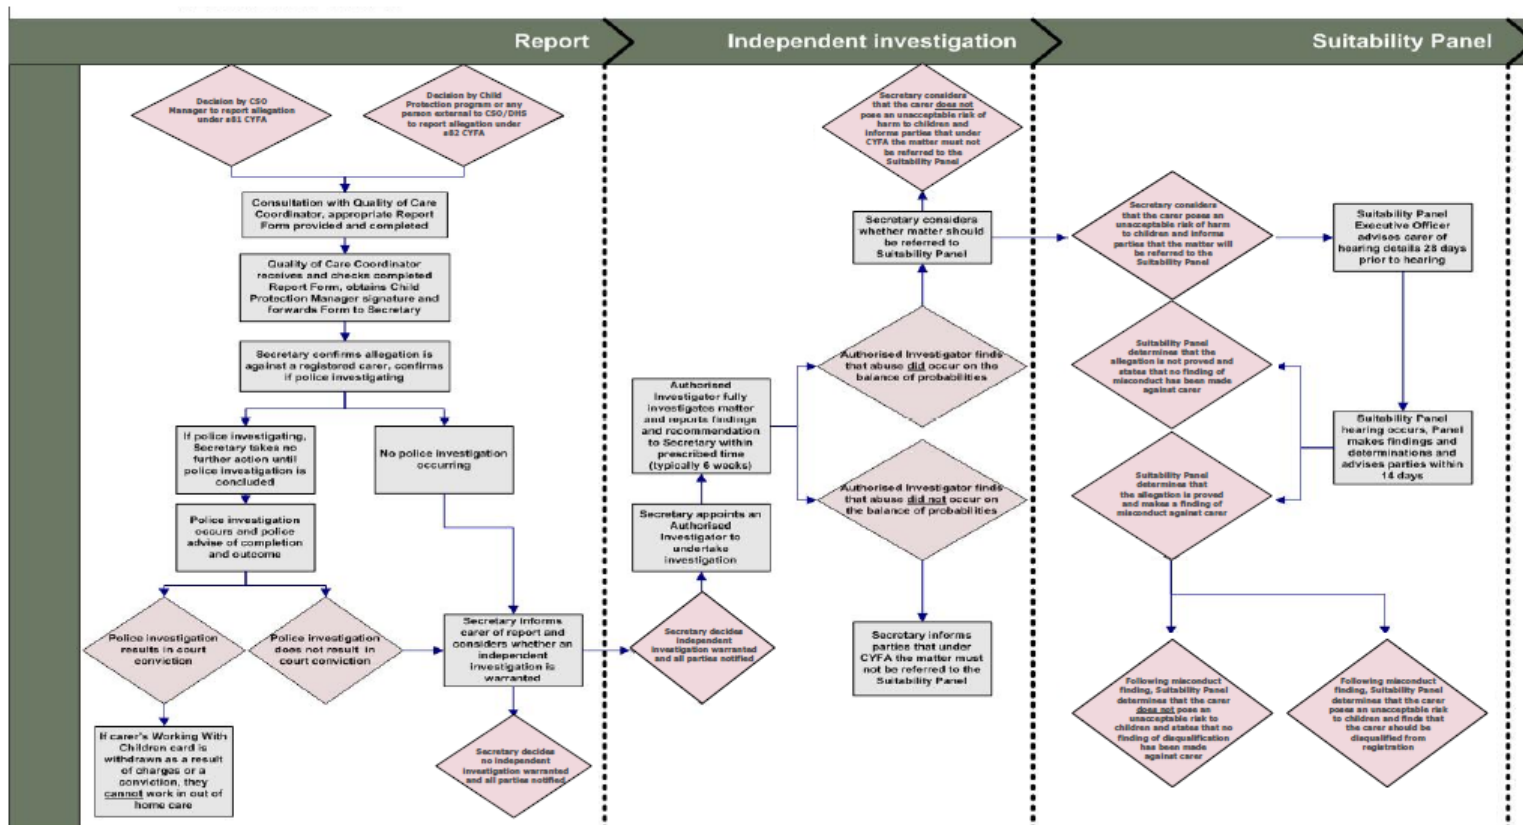 Report
Independent investigation
Suitability Panel
Decision by CSO
Manager to report allegation
under s81 CYFA
Decision by Child
Protection program or any
person external to CSO/DHS
to report allegation under
s82 CYFA
Consultation with Quality of Care
Coordinator, appropriate Report
Form provided and completed
Quality of Care Coordinator
receives and checks completed
Report Form, obtains Child
Protection Manager signature and
forwards Form to Secretary
Secretary confirms allegation is
against a registered carer, confirms
if police investigating
If police investigating,
Secretary takes no
further action until
police investigation is
concluded
No police investigation
occurring
Police investigation
occurs and police
advise of completion
and outcome
Police investigation
results in court
conviction
Police investigation
does not result in
court conviction
If carer's Working With
Children card is
withdrawn as a result
of charges or a
conviction, they
cannot work in out of
home care
Secretary informs
carer of report and
considers whether an
independent
investigation is
warranted
Secretary decides
no independent
investigation warranted
and all parties notified
Secretary decides
independent
investigation warranted
and all parties notified
Secretary appoints an
Authorised
Investigator to
undertake
investigation
Authorised
Investigator fully
investigates matter
and reports findings
and recommendation
to Secretary within
prescribed time
(typically 6 weeks)
Authorised Investigator finds
that abuse did occur on the
balance of probabilities
Authorised Investigator finds
that abuse did not occur on
the balance of probabilities
Secretary considers
whether matter should
be referred to
Suitability Panel
Secretary considers
that the carer does not
pose an unacceptable risk of
harm to children and
informs parties that under
CYFA the matter must not
be referred to the
Suitability Panel
Secretary informs
parties that under
CYFA the matter must
not be referred to the
Suitability Panel
Secretary considers
that the carer poses an
unacceptable risk of harm
to children and informs
parties that the matter will
be referred to the
Suitability Panel
Suitability Panel
Executive Officer
advises carer of
hearing details 28 days
prior to hearing
Suitability Panel
hearing occurs, Panel
makes findings and
determinations and
advises parties within
14 days
Suitability Panel
determines that the
allegation is not proved and
states that no finding of
misconduct has been made
against carer
Suitability Panel
determines that
the allegation is proved
and makes a finding of
misconduct against carer
Following misconduct
finding, Suitability Panel
determines that the carer
does not pose an
unacceptable risk to
children and states that no
finding of disqualification
has been made
against carer
Following misconduct
finding, Suitability Panel
determines that the carer
poses an unacceptable risk
to children and finds that
the carer should be
disqualified from
registration